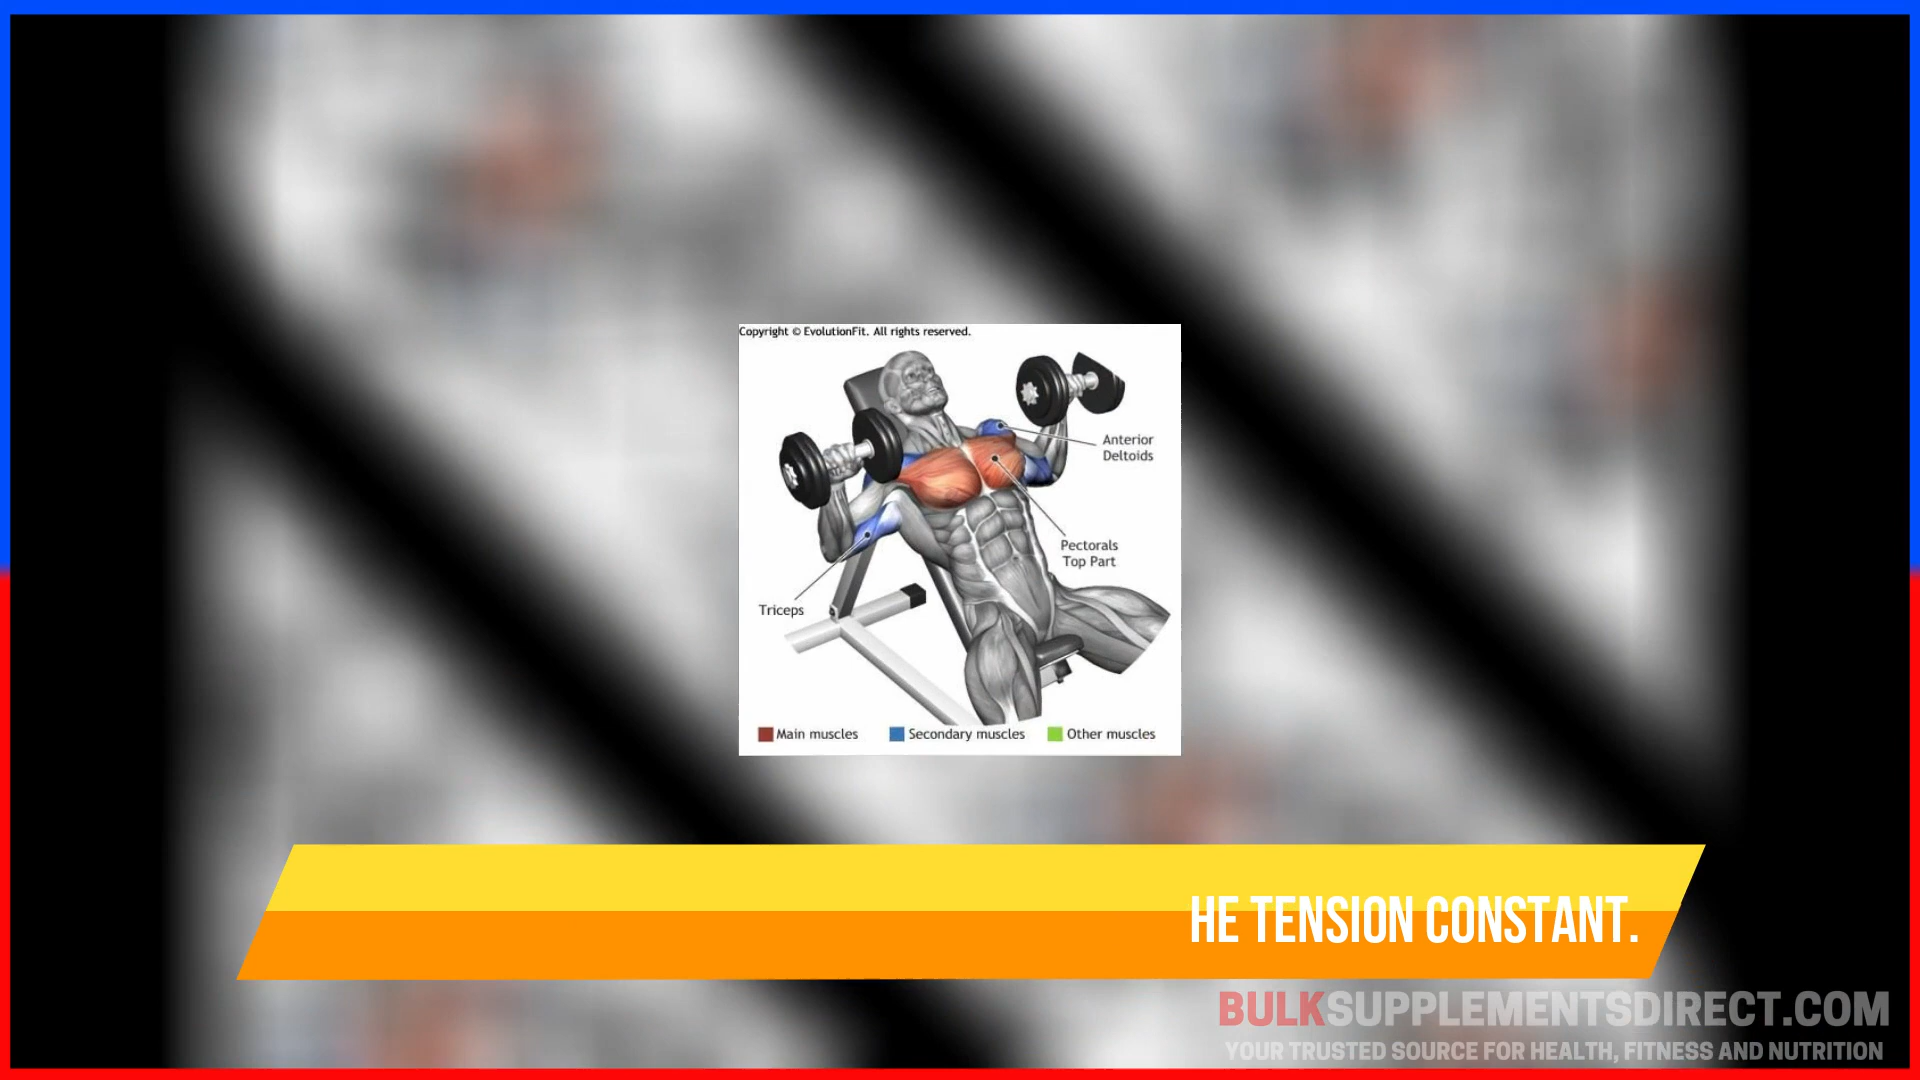 Copyright © EvolutionFit. All rights reserved.
Anterior
Deltoids
Pectorals
Top Part
Triceps
Main muscles Secondary muscles Other muscles
HE TENSION CONSTANT.
BULKSUPPLEMENTSDIRECT.COM
YOUR TRUSTED SOURCE FOR HEALTH, FITNESS AND NUTRITION